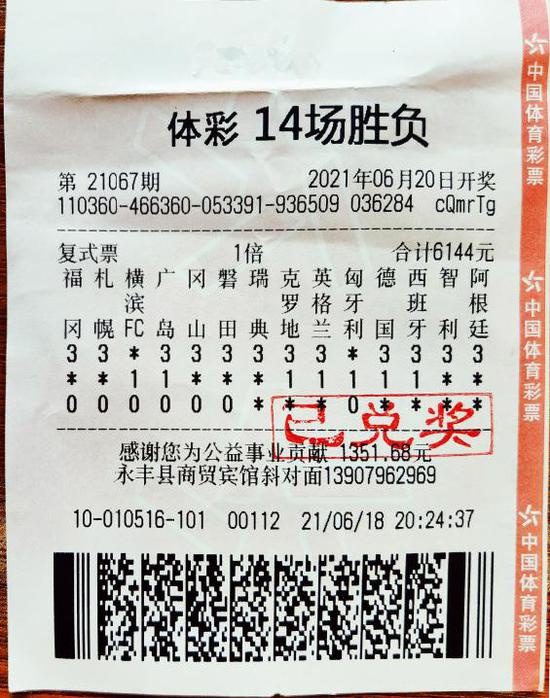 体彩 14场胜负
第 21067期 2021年06月20日开奖
110360-466360-053391-936509 036284 cQmrTg
复式票 1倍 合计6144元
福 札 横 广 冈 磐 瑞 克 英 匈 德 西 智 阿
滨 罗 格 牙 班 根
冈 幌 FC 岛 山 田 典 地 兰 利 国 牙 利 廷
3 3 * 3 3 3 3 3 3 * 3 3 3 3
* * 1 1 * * * 1 1 1 1 1 * *
0 0 0 0 0 0 * * * 0 * * * *
已兑奖
感谢您为公益事业贡献 1351.68元
永丰县商贸宾馆斜对面13907962969
10-010516-101 00112 21/06/18 20:24:37
中国体育彩票
中国体育彩票
中国体育彩票